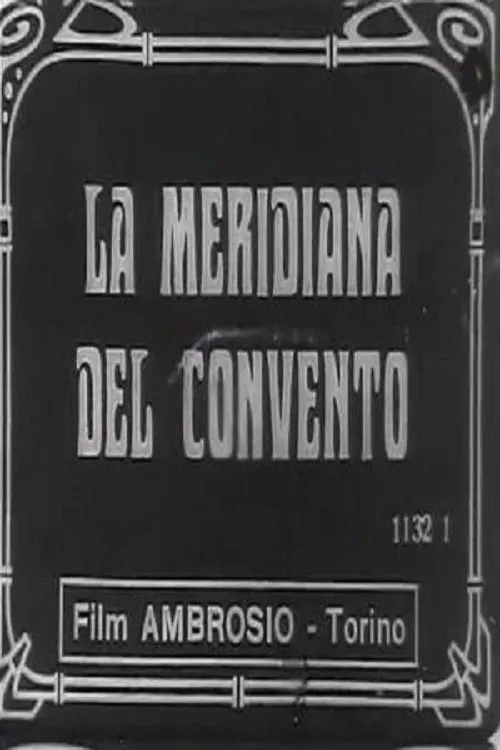 LA MERIDIANA
DEL CONVENTO
1132 1
Film AMBROSIO - Torino